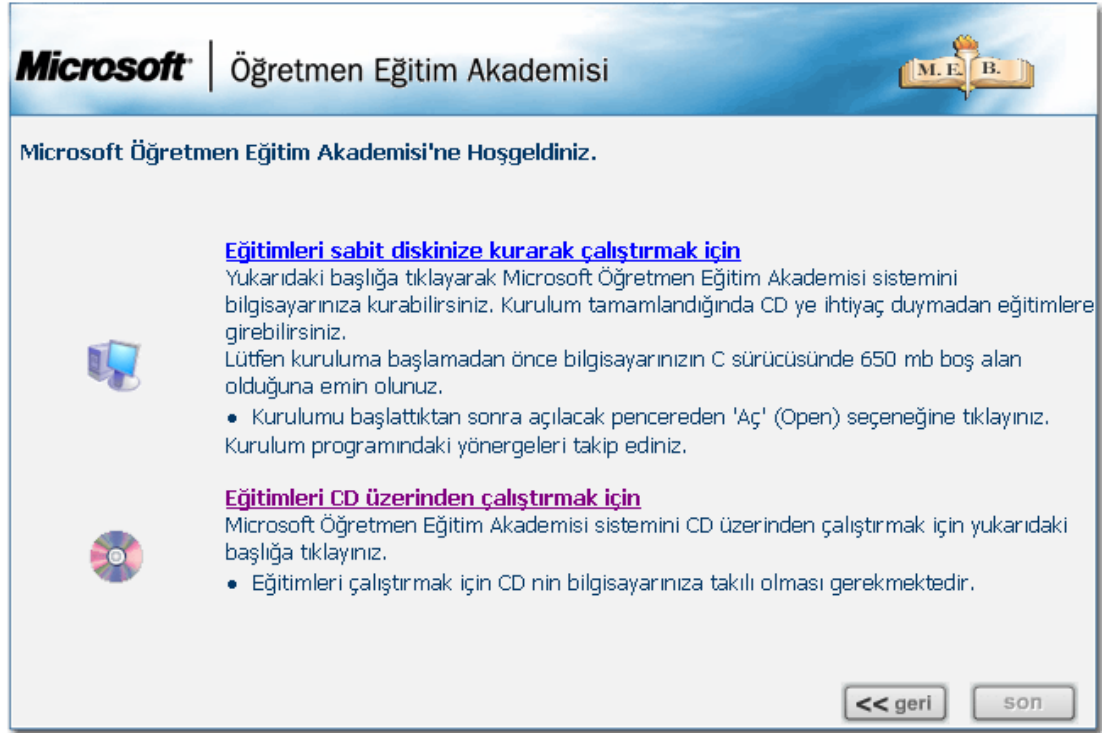 Microsoft | Öğretmen Eğitim Akademisi
M. E. B.
Microsoft Öğretmen Eğitim Akademisi'ne Hoşgeldiniz.
Eğitimleri sabit diskinize kurarak çalıştırmak için
Yukarıdaki başlığa tıklayarak Microsoft Öğretmen Eğitim Akademisi sistemini
bilgisayarınıza kurabilirsiniz. Kurulum tamamlandığında CD ye ihtiyaç duymadan eğitimlere
girebilirsiniz.
Lütfen kuruluma başlamadan önce bilgisayarınızın C sürücüsünde 650 mb boş alan
olduğuna emin olunuz.
• Kurulumu başlattıktan sonra açılacak pencereden 'Aç' (Open) seçeneğine tıklayınız.
Kurulum programındaki yönergeleri takip ediniz.
Eğitimleri CD üzerinden çalıştırmak için
Microsoft Öğretmen Eğitim Akademisi sistemini CD üzerinden çalıştırmak için yukarıdaki
başlığa tıklayınız.
• Eğitimleri çalıştırmak için CD nin bilgisayarınıza takılı olması gerekmektedir.
<< geri
son